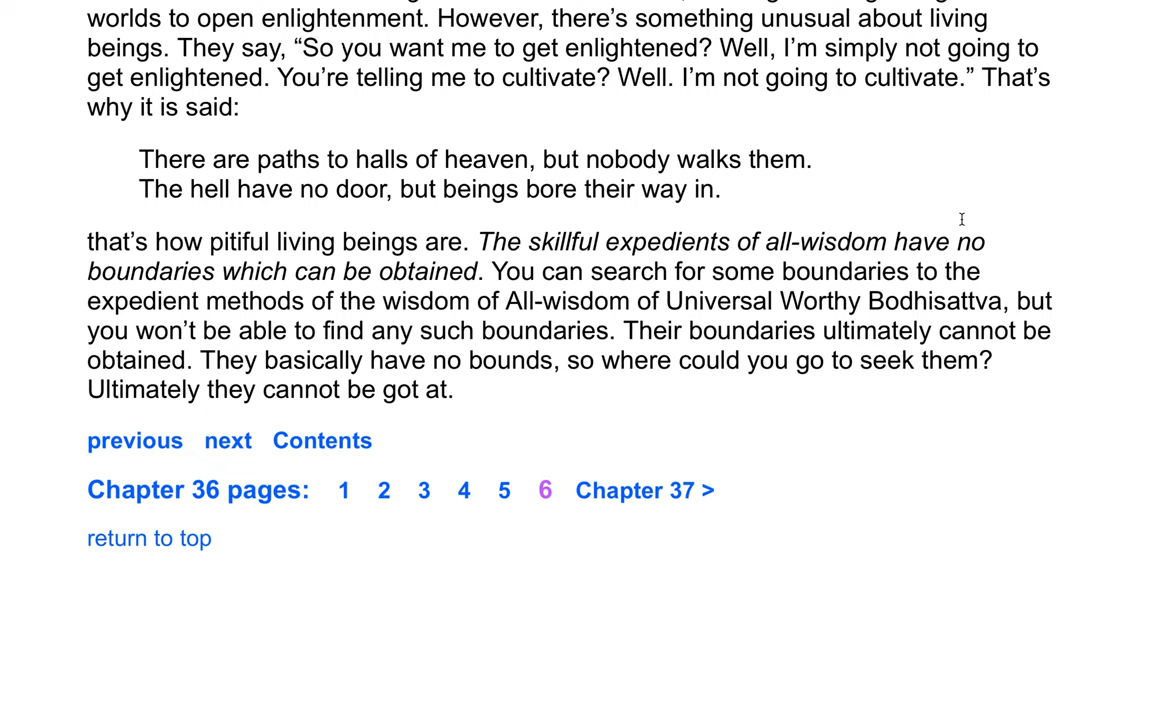 worlds to open enlightenment. However, there’s something unusual about living
beings. They say, “So you want me to get enlightened? Well, I’m simply not going to
get enlightened. You’re telling me to cultivate? Well. I’m not going to cultivate.” That’s
why it is said:
There are paths to halls of heaven, but nobody walks them.
The hell have no door, but beings bore their way in.
that’s how pitiful living beings are. The skillful expedients of all-wisdom have no
boundaries which can be obtained. You can search for some boundaries to the
expedient methods of the wisdom of All-wisdom of Universal Worthy Bodhisattva, but
you won’t be able to find any such boundaries. Their boundaries ultimately cannot be
obtained. They basically have no bounds, so where could you go to seek them?
Ultimately they cannot be got at.
previous next Contents
Chapter 36 pages: 1 2 3 4 5 6 Chapter 37 >
return to top